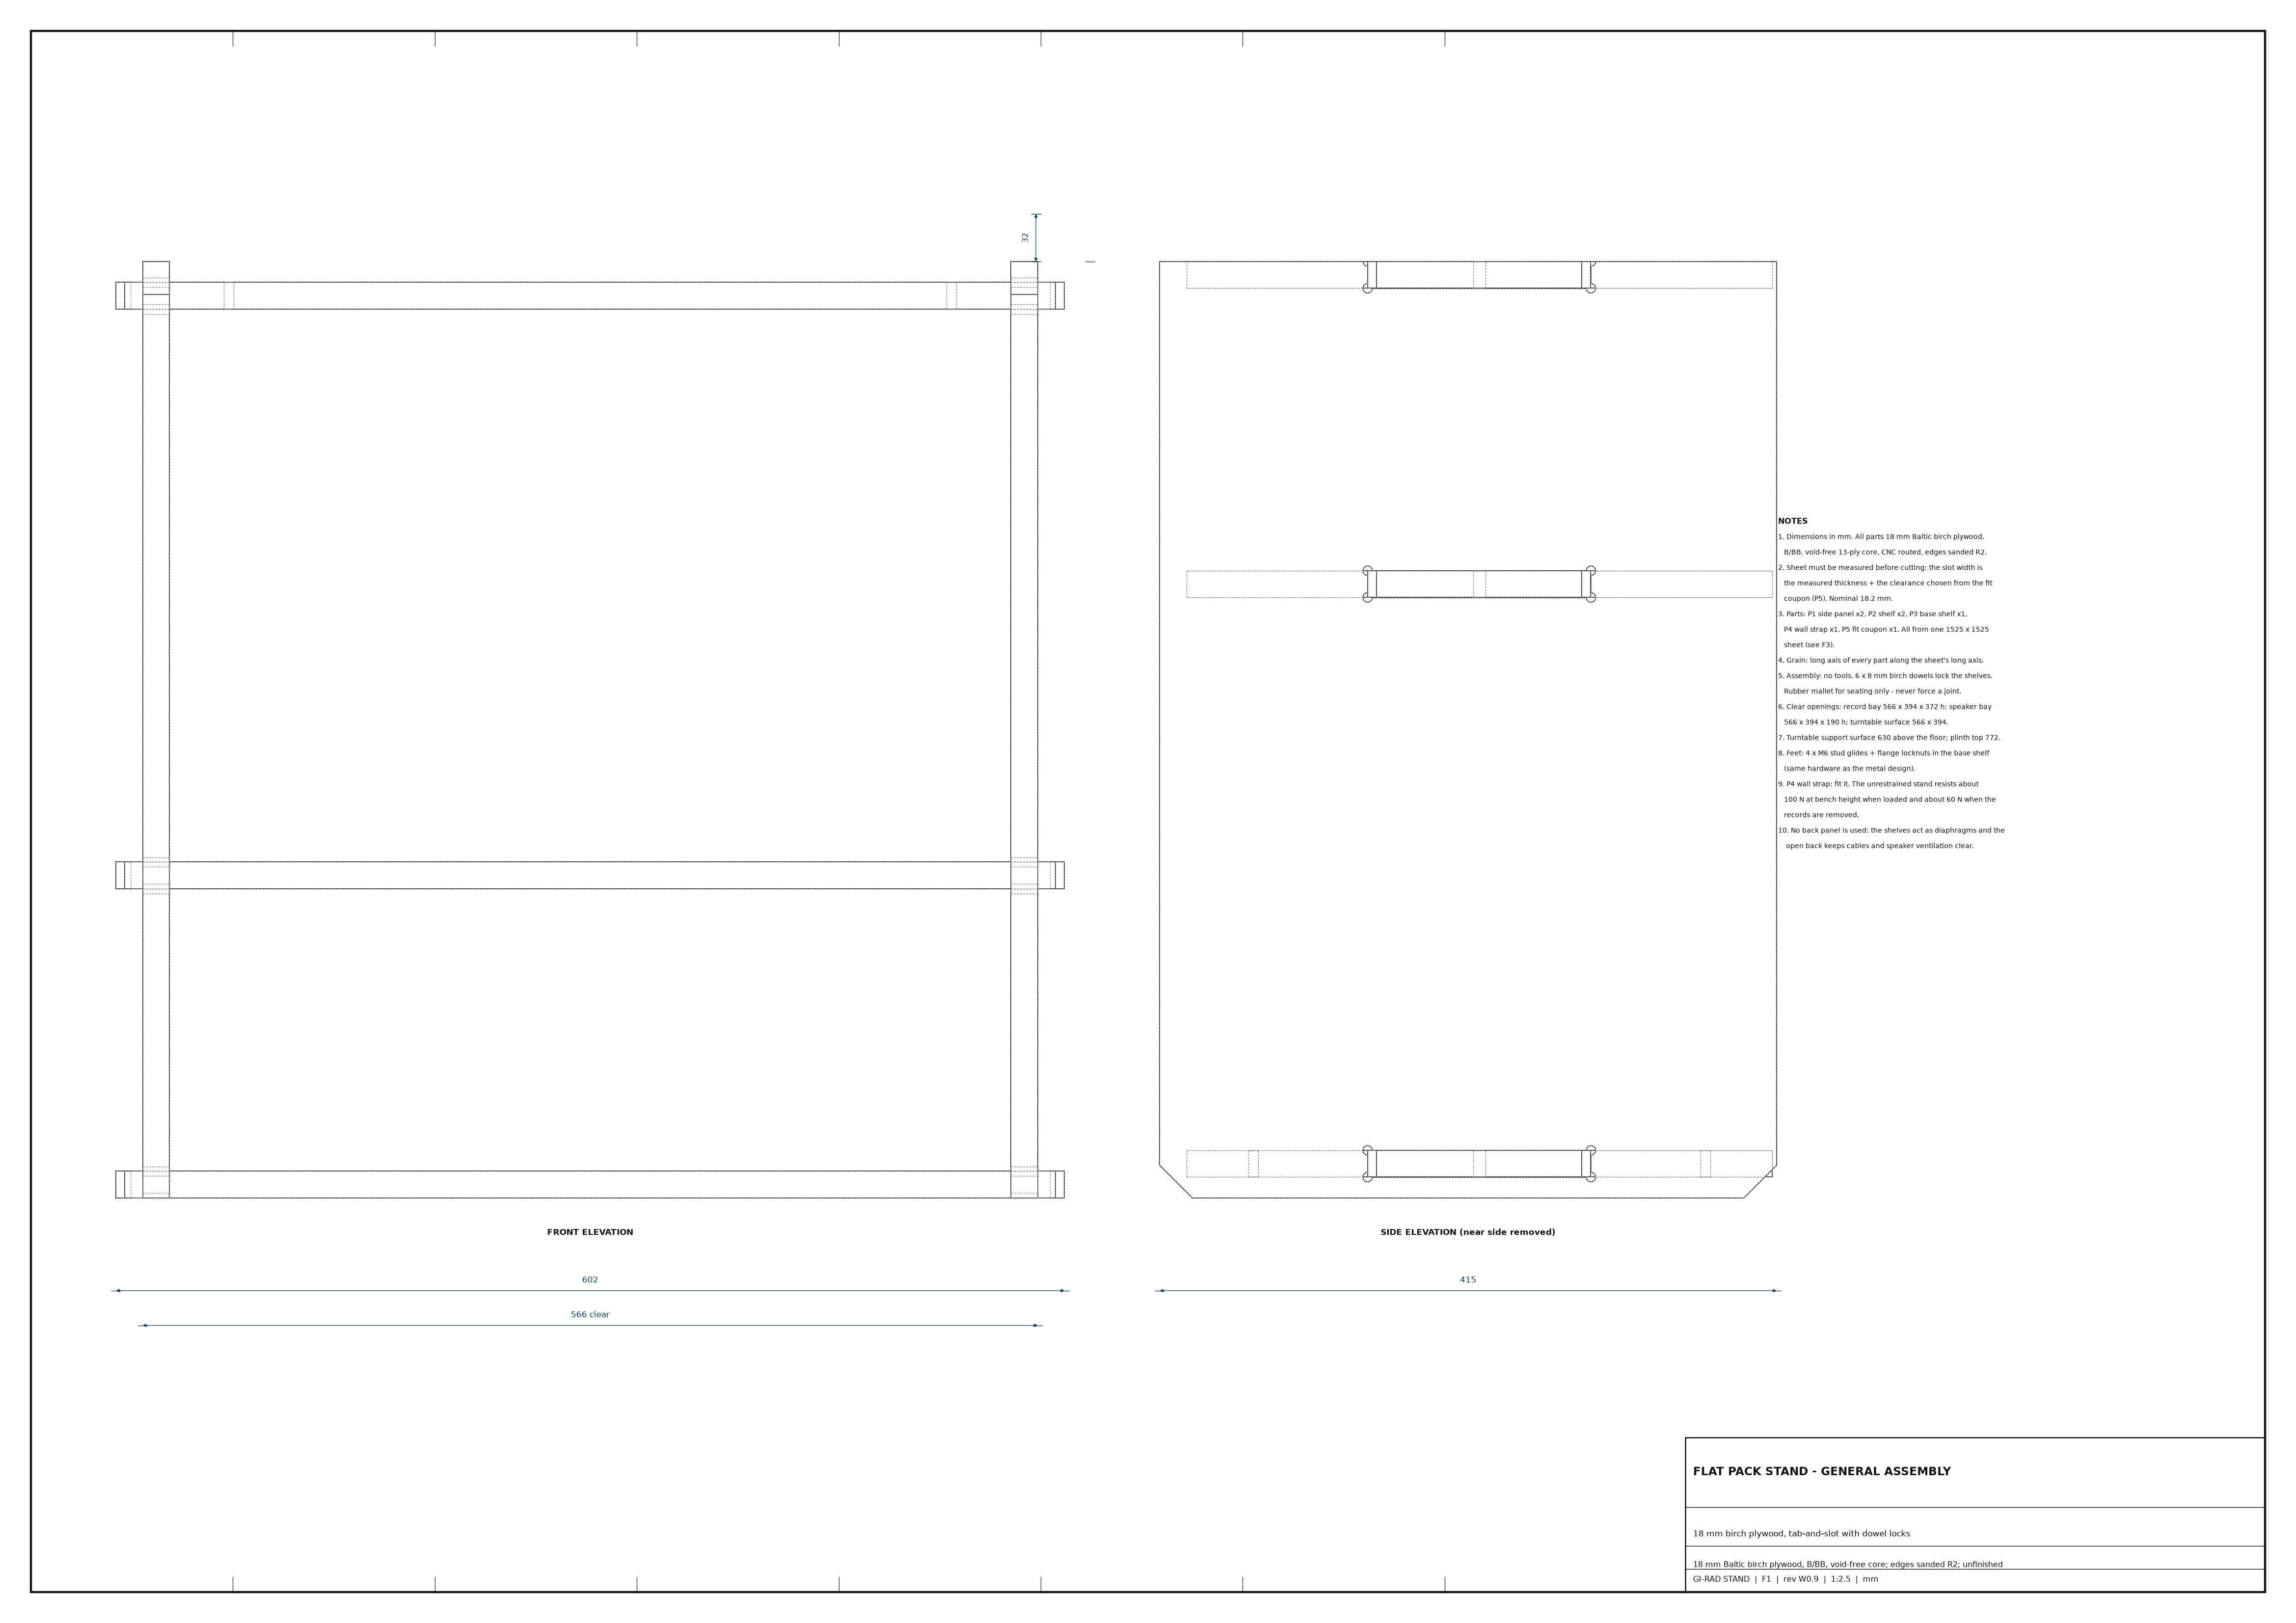 32
NOTES
1. Dimensions in mm. All parts 18 mm Baltic birch plywood,
B/BB, void-free 13-ply core, CNC routed, edges sanded R2.
2. Sheet must be measured before cutting: the slot width is
the measured thickness + the clearance chosen from the fit
coupon (P5). Nominal 18.2 mm.
3. Parts: P1 side panel x2, P2 shelf x2, P3 base shelf x1,
P4 wall strap x1, P5 fit coupon x1. All from one 1525 x 1525
sheet (see F3).
4. Grain: long axis of every part along the sheet's long axis.
5. Assembly: no tools. 6 x 8 mm birch dowels lock the shelves.
Rubber mallet for seating only - never force a joint.
6. Clear openings: record bay 566 x 394 x 372 h; speaker bay
566 x 394 x 190 h; turntable surface 566 x 394.
7. Turntable support surface 630 above the floor; plinth top 772.
8. Feet: 4 x M6 stud glides + flange locknuts in the base shelf
(same hardware as the metal design).
9. P4 wall strap: fit it. The unrestrained stand resists about
100 N at bench height when loaded and about 60 N when the
records are removed.
10. No back panel is used: the shelves act as diaphragms and the
open back keeps cables and speaker ventilation clear.
FRONT ELEVATION
SIDE ELEVATION (near side removed)
602
415
566 clear
FLAT PACK STAND - GENERAL ASSEMBLY
18 mm birch plywood, tab-and-slot with dowel locks
18 mm Baltic birch plywood, B/BB, void-free core; edges sanded R2; unfinished
GI-RAD STAND | F1 | rev W0.9 | 1:2.5 | mm